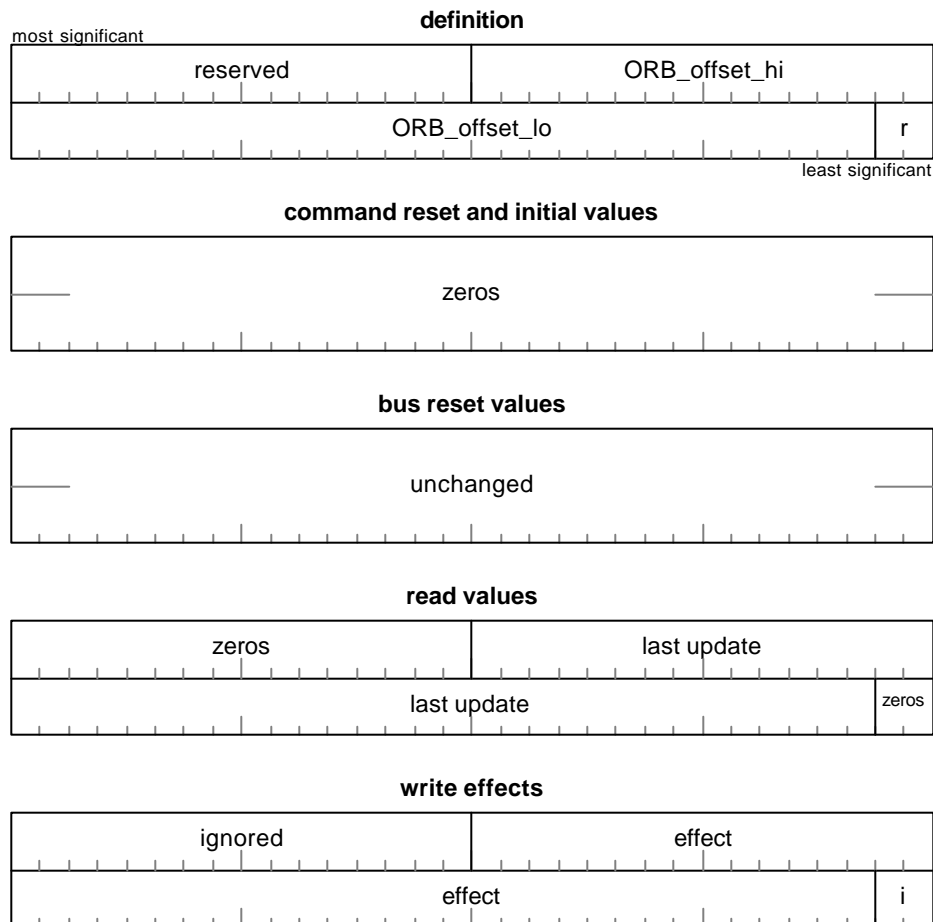 definition
most significant
reserved ORB_offset_hi
ORB_offset_lo r
least significant
command reset and initial values
zeros
bus reset values
unchanged
read values
zeros last update
last update zeros
write effects
ignored effect
effect i